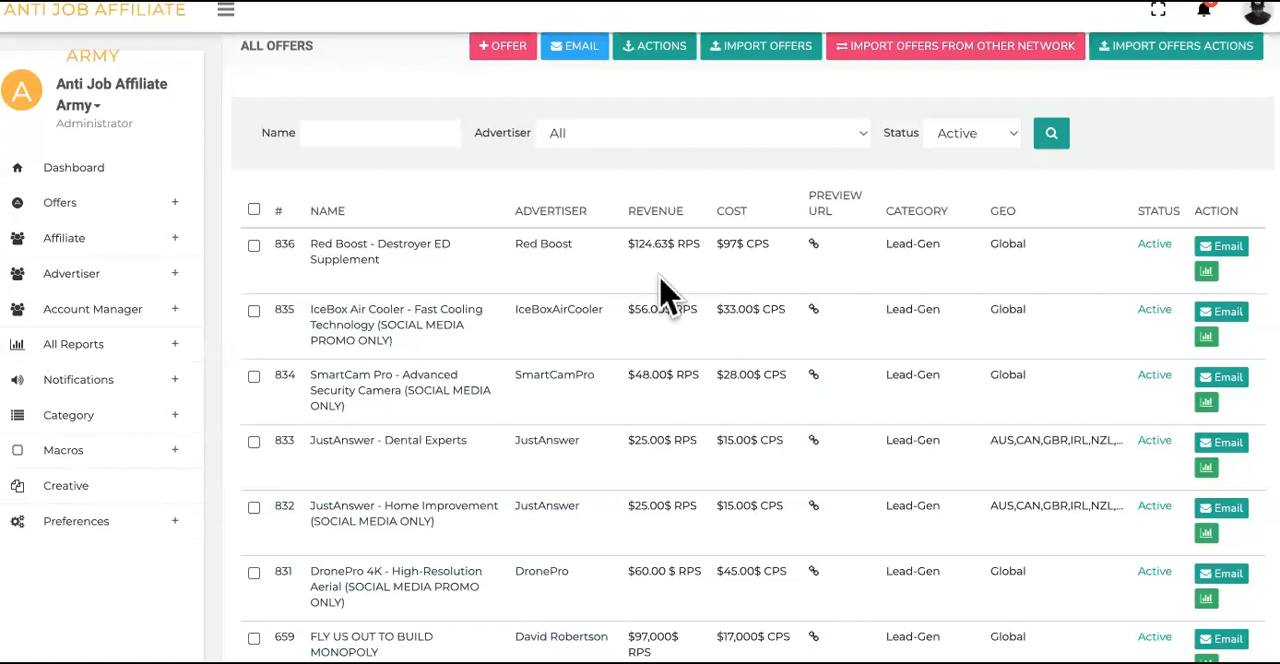 ANTI JOB AFFILIATE
ARMY
A
Anti Job Affiliate
Army
Administrator
Dashboard
Offers +
Affiliate +
Advertiser +
Account Manager +
All Reports +
Notifications +
Category +
Macros +
Creative
Preferences +
ALL OFFERS
+ OFFER
EMAIL
ACTIONS
IMPORT OFFERS
IMPORT OFFERS FROM OTHER NETWORK
IMPORT OFFERS ACTIONS
Name Advertiser All Status Active
# NAME ADVERTISER REVENUE COST PREVIEW URL CATEGORY GEO STATUS ACTION
836 Red Boost - Destroyer ED Red Boost $124.63$ RPS $97$ CPS Lead-Gen Global Active Email
Supplement
835 IceBox Air Cooler - Fast Cooling IceBoxAirCooler RPS $33.00$ CPS Lead-Gen Global Active Email
Technology (SOCIAL MEDIA
PROMO ONLY)
834 SmartCam Pro - Advanced SmartCamPro $48.00$ RPS $28.00$ CPS Lead-Gen Global Active Email
Security Camera (SOCIAL MEDIA
ONLY)
833 JustAnswer - Dental Experts JustAnswer $25.00$ RPS $15.00$ CPS Lead-Gen AUS,CAN,GBR,IRL,NZL,... Active Email
832 JustAnswer - Home Improvement JustAnswer $25.00$ RPS $15.00$ CPS Lead-Gen AUS,CAN,GBR,IRL,NZL,... Active Email
(SOCIAL MEDIA ONLY)
831 DronePro 4K - High-Resolution DronePro $60.00 $ RPS $45.00$ CPS Lead-Gen Global Active Email
Aerial (SOCIAL MEDIA PROMO
ONLY)
659 FLY US OUT TO BUILD David Robertson $97,000$ $17,000$ CPS Lead-Gen Global Active Email
MONOPOLY RPS